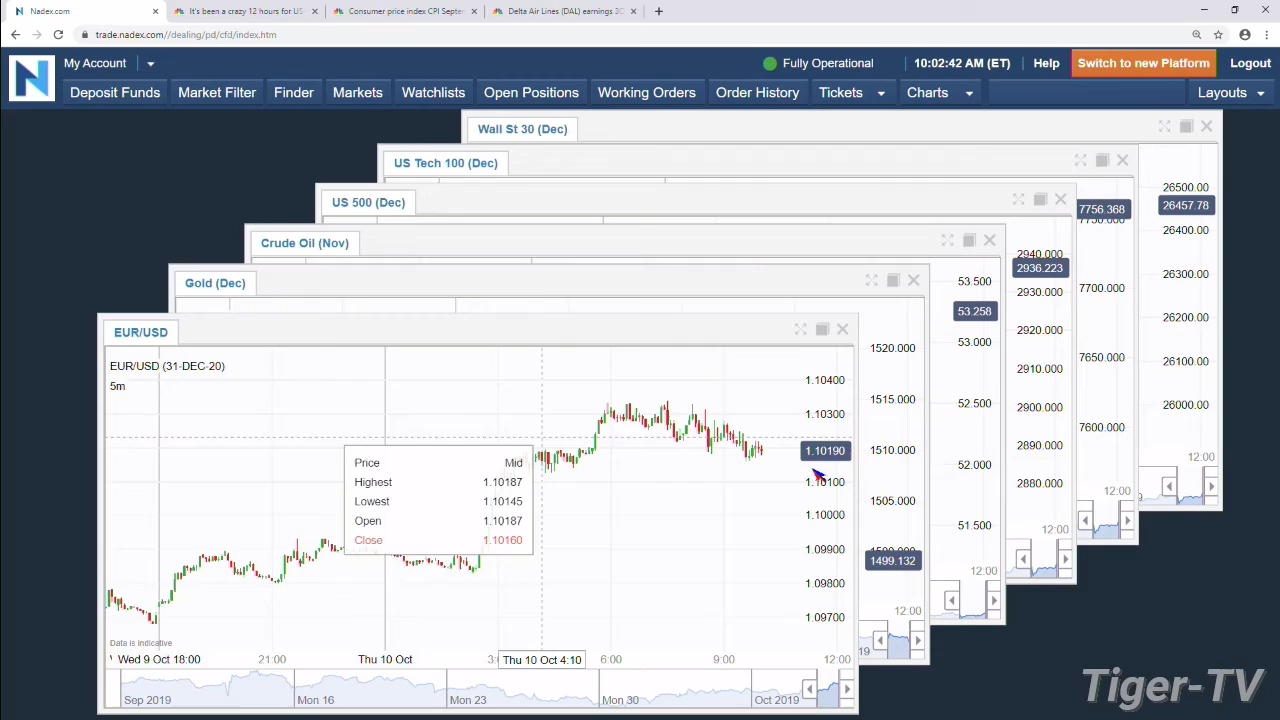 Nadex.com
It's been a crazy 12 hours for US-
Consumer price index CPI Septem
Delta Air Lines (DAL) earnings 3Q
trade.nadex.com//dealing/pd/cfd/index.htm
My Account
Fully Operational
10:02:42 AM (ET)
Help
Switch to new Platform
Logout
Deposit Funds
Market Filter
Finder
Markets
Watchlists
Open Positions
Working Orders
Order History
Tickets
Charts
Layouts
Wall St 30 (Dec)
26500.00
26457.78
26400.00
26300.00
26200.00
26100.00
26000.00
12:00
US Tech 100 (Dec)
7756.368
7700.000
7650.000
7600.000
12:00
US 500 (Dec)
2940.000
2936.223
2930.000
2920.000
2910.000
2900.000
2890.000
2880.000
12:00
Crude Oil (Nov)
53.500
53.258
53.000
52.500
52.000
51.500
12:00
Gold (Dec)
1520.000
1515.000
1510.000
1505.000
1499.132
12:00
EUR/USD
EUR/USD (31-DEC-20)
5m
1.10400
1.10300
1.10190
1.10100
1.10000
1.09900
1.09800
1.09700
Price Mid
Highest 1.10187
Lowest 1.10145
Open 1.10187
Close 1.10160
Data is indicative
Wed 9 Oct 18:00
21:00
Thu 10 Oct
Thu 10 Oct 4:10
6:00
9:00
12:00
Sep 2019
Mon 16
Mon 23
Mon 30
Oct 2019
Tiger-TV